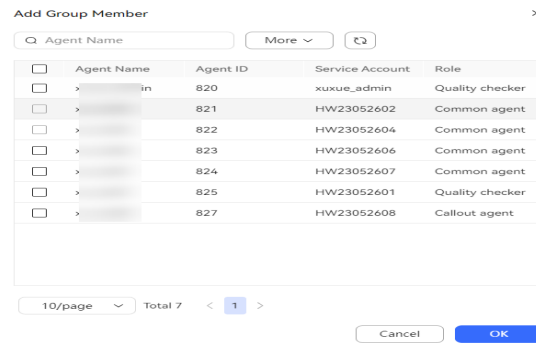 Add Group Member
Agent Name More
Agent Name Agent ID Service Account Role
820 xuxue_admin Quality checker
821 HW23052602 Common agent
822 HW23052604 Common agent
823 HW23052606 Common agent
824 HW23052607 Common agent
825 HW23052601 Quality checker
827 HW23052608 Callout agent
10/page Total 7 < 1 >
Cancel OK